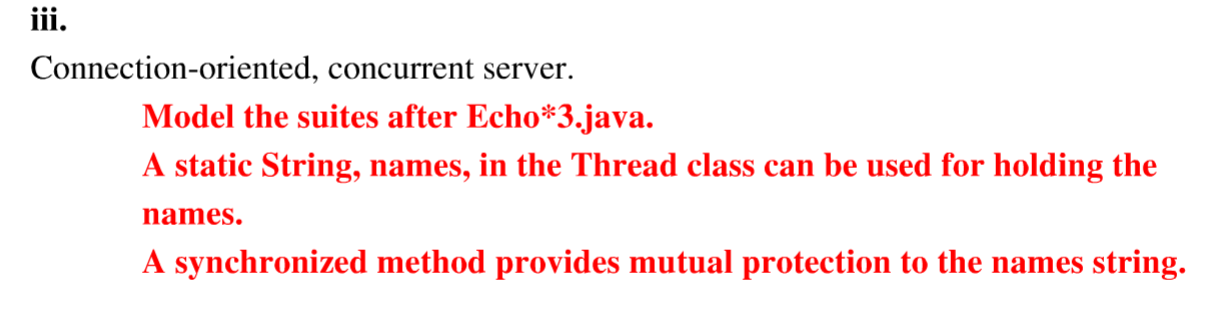 iii.
Connection-oriented, concurrent server.
Model the suites after Echo*3.java.
A static String, names, in the Thread class can be used for holding the
names.
A synchronized method provides mutual protection to the names string.